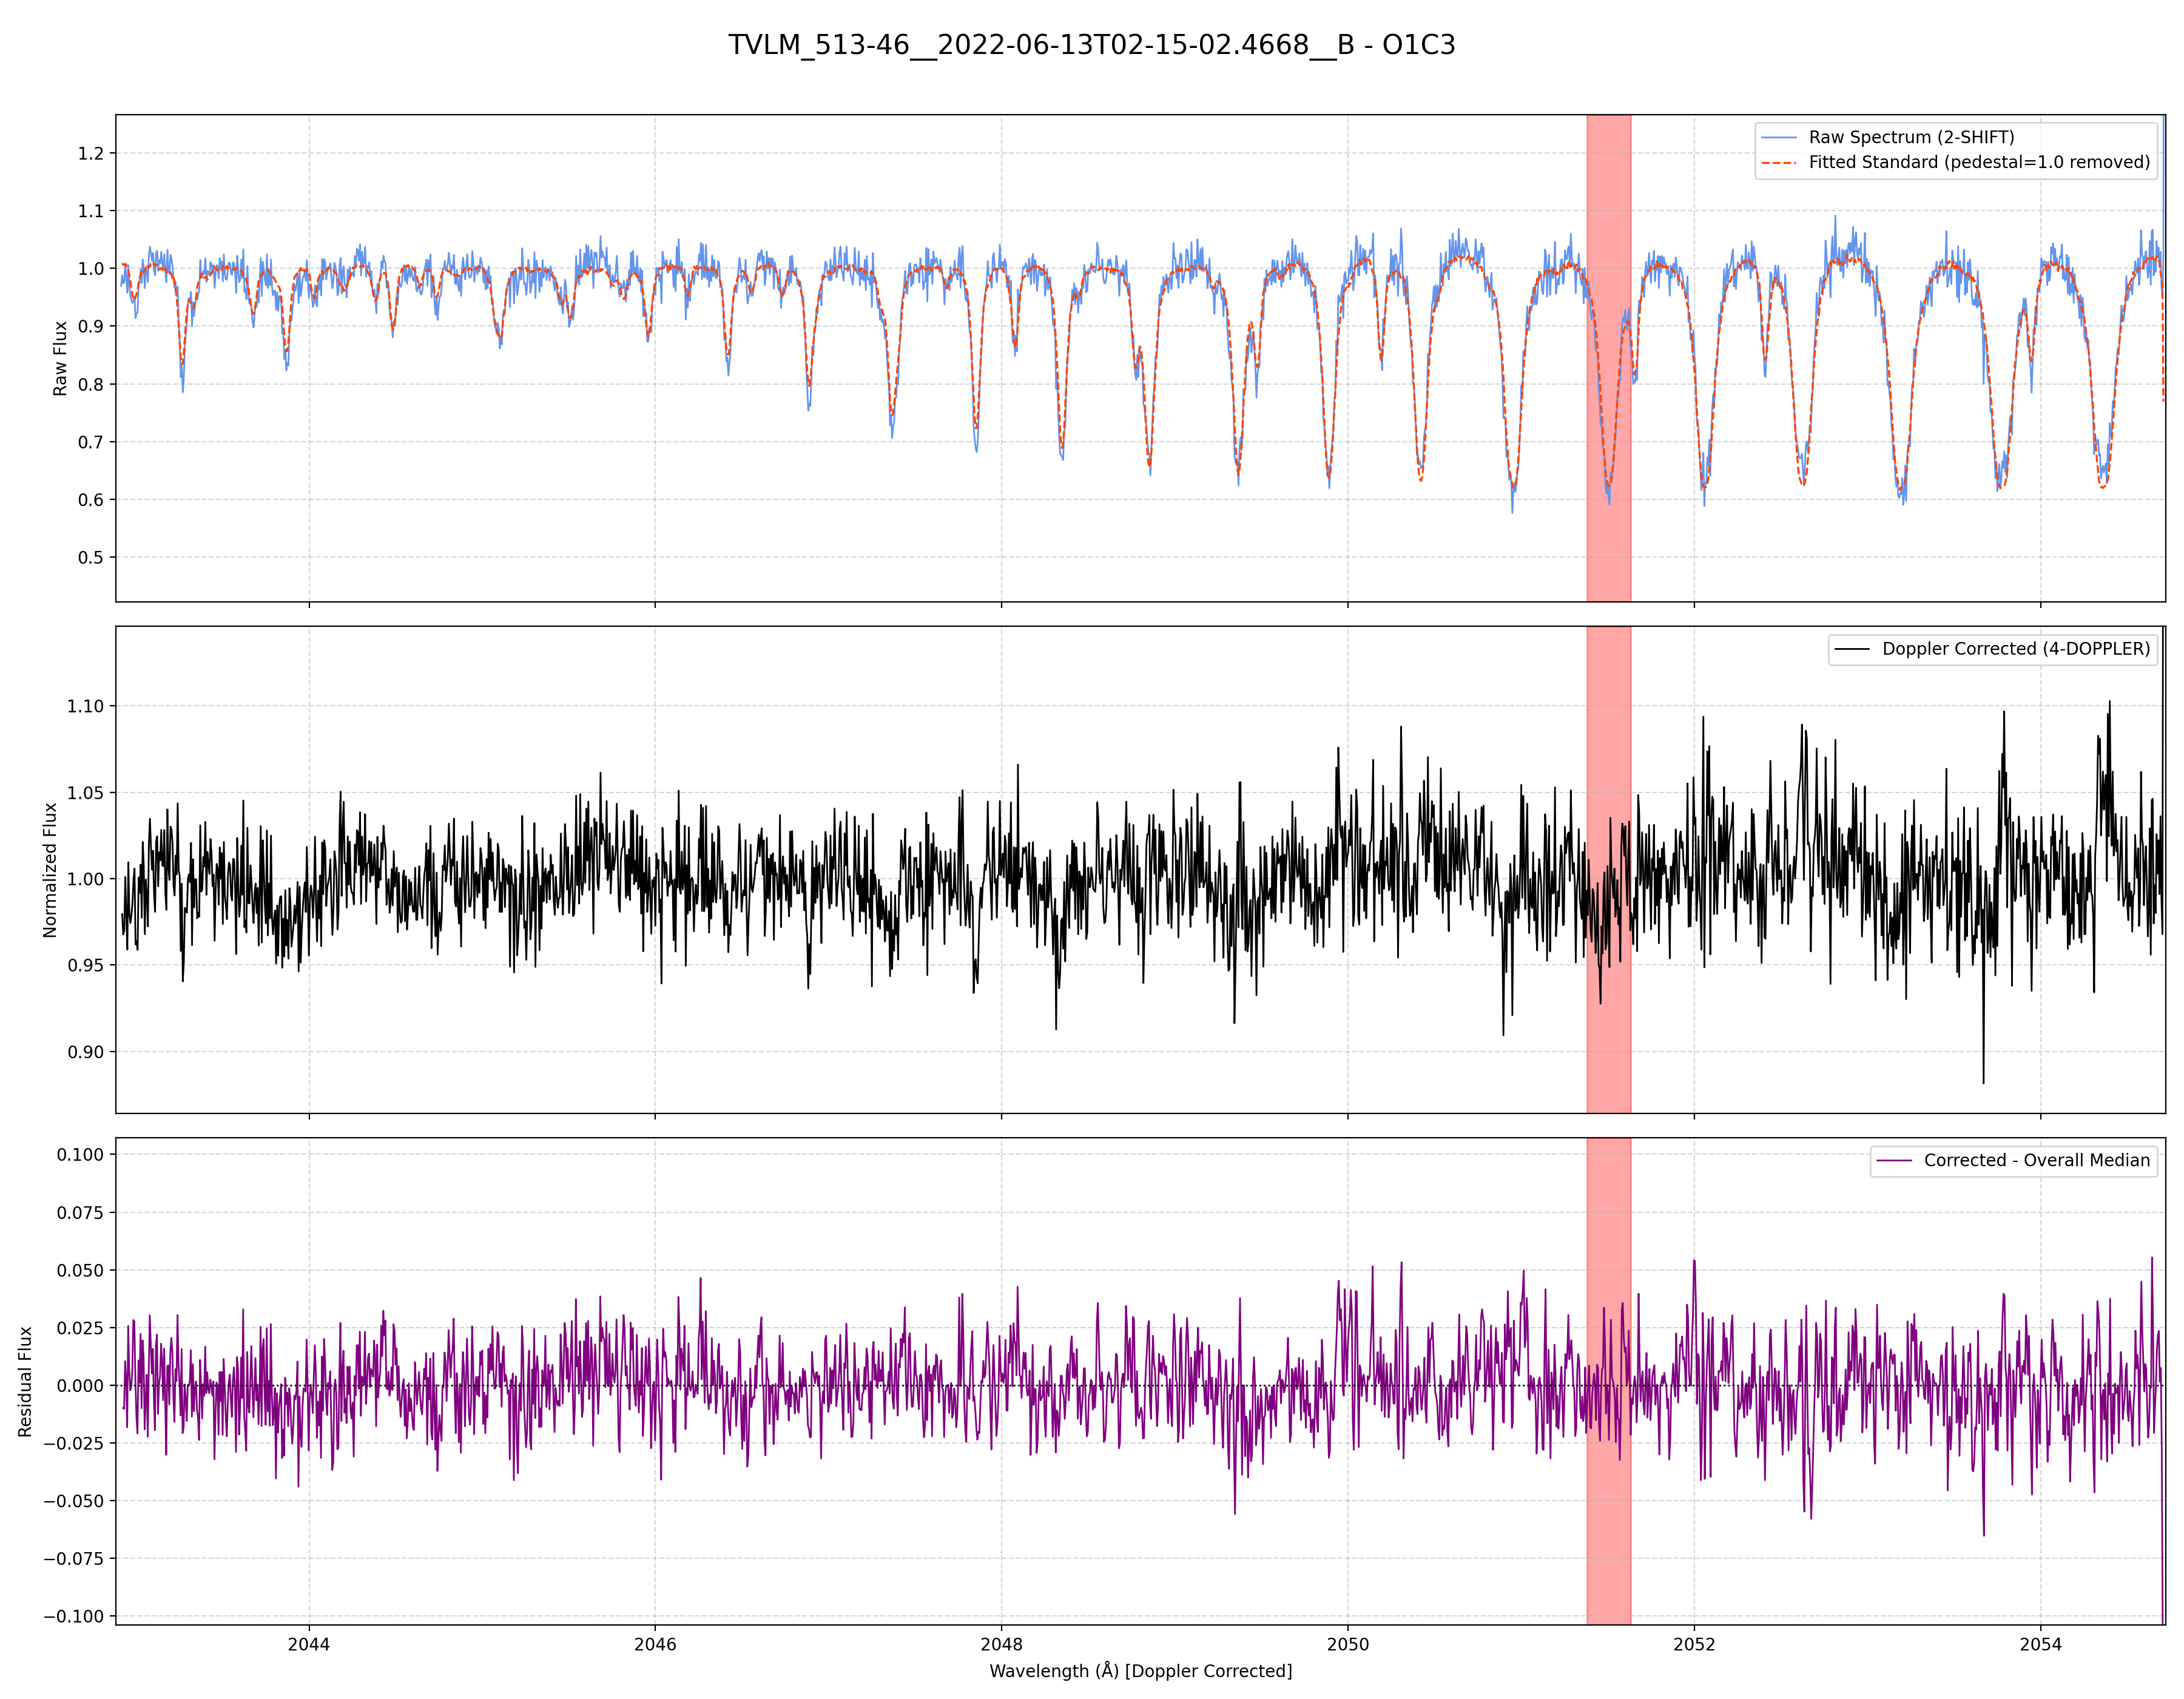 TVLM_513-46__2022-06-13T02-15-02.4668__B - O1C3
Raw Spectrum (2-SHIFT)
Fitted Standard (pedestal=1.0 removed)
1.2
1.1
1.0
0.9
0.8
0.7
0.6
0.5
Raw Flux
Doppler Corrected (4-DOPPLER)
1.10
1.05
1.00
0.95
0.90
Normalized Flux
Corrected - Overall Median
0.100
0.075
0.050
0.025
0.000
−0.025
−0.050
−0.075
−0.100
Residual Flux
2044 2046 2048 2050 2052 2054
Wavelength (Å) [Doppler Corrected]